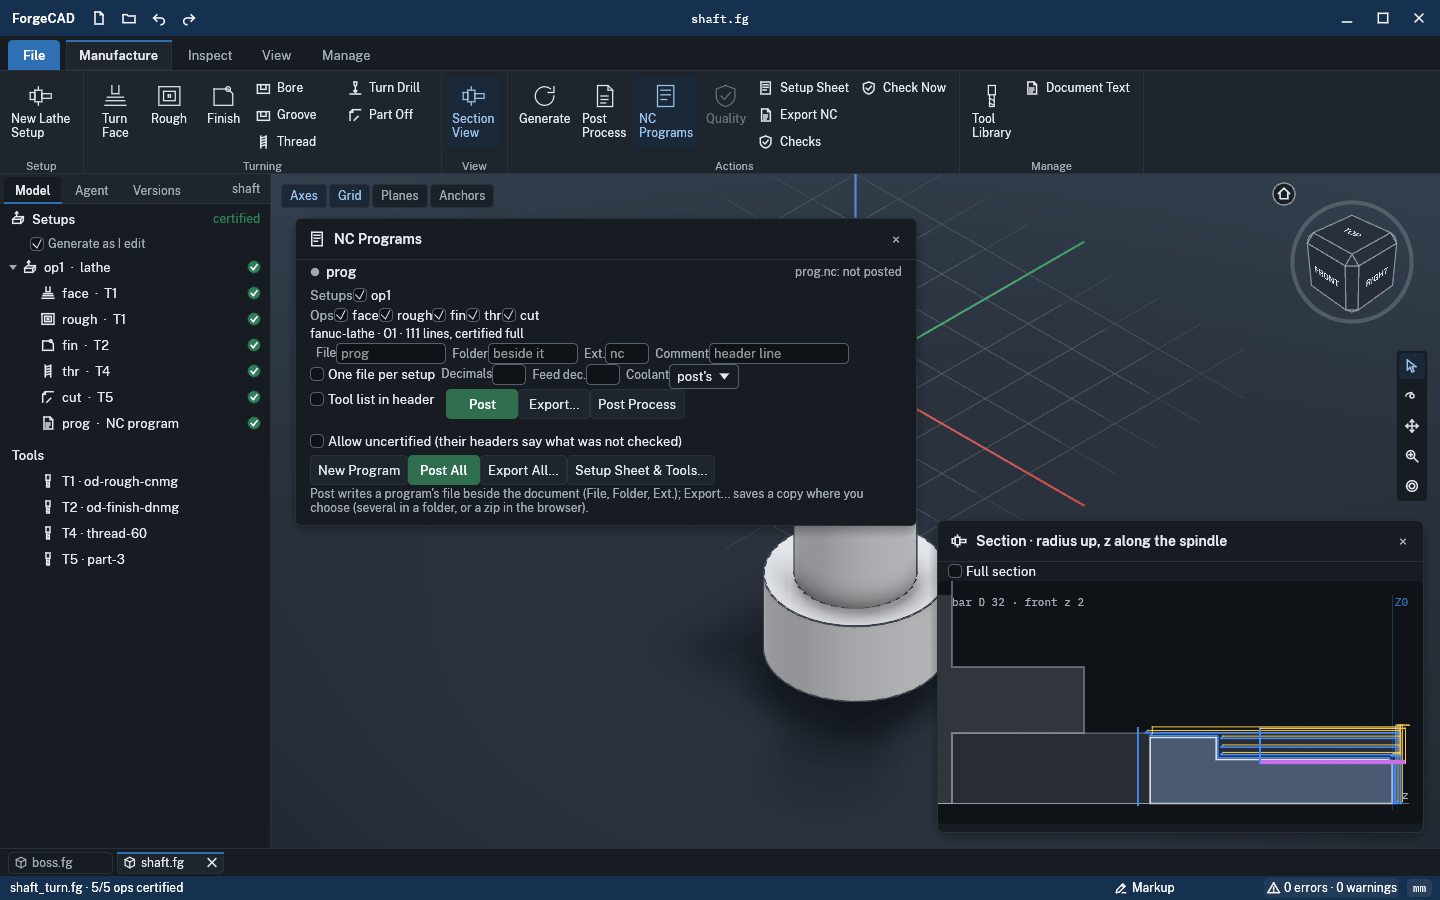 ForgeCAD
shaft.fg
File Manufacture Inspect View Manage
New Lathe Setup
Turn Face
Rough
Finish
Bore
Groove
Thread
Turn Drill
Part Off
Section View
Generate
Post Process
NC Programs
Quality
Setup Sheet
Export NC
Checks
Check Now
Tool Library
Document Text
Setup Turning View Actions Manage
Model Agent Versions shaft
Setups certified
Generate as I edit
op1 · lathe
face · T1
rough · T1
fin · T2
thr · T4
cut · T5
prog · NC program
Tools
T1 · od-rough-cnmg
T2 · od-finish-dnmg
T4 · thread-60
T5 · part-3
Axes Grid Planes Anchors
NC Programs ×
prog prog.nc: not posted
Setups op1
Ops face rough fin thr cut
fanuc-lathe · O1 · 111 lines, certified full
File prog Folder beside it Ext. nc Comment header line
One file per setup Decimals Feed dec. Coolant post's
Tool list in header Post Export... Post Process
Allow uncertified (their headers say what was not checked)
New Program Post All Export All... Setup Sheet & Tools...
Post writes a program's file beside the document (File, Folder, Ext.); Export... saves a copy where you
choose (several in a folder, or a zip in the browser).
TOP
FRONT
RIGHT
Section · radius up, z along the spindle ×
Full section
bar D 32 · front z 2 Z0
Z
boss.fg shaft.fg
shaft_turn.fg · 5/5 ops certified Markup 0 errors · 0 warnings mm